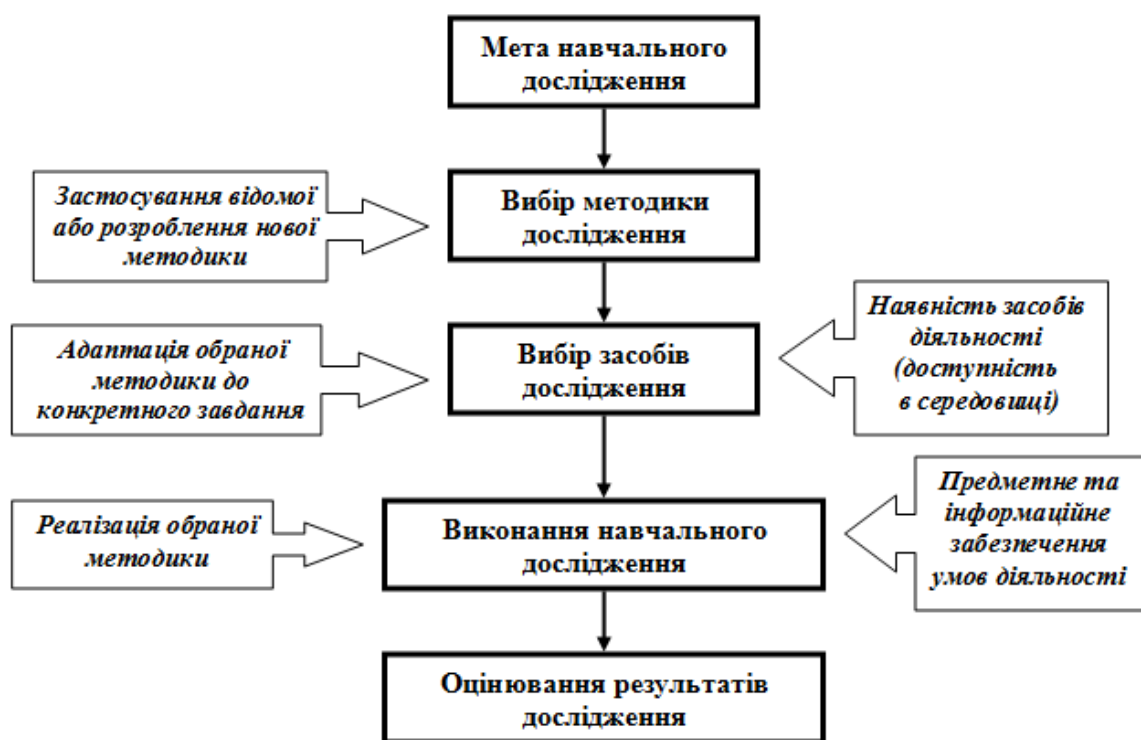 Мета навчального
дослідження
Застосування відомої
або розроблення нової
методики
Вибір методики
дослідження
Адаптація обраної
методики до
конкретного завдання
Вибір засобів
дослідження
Наявність засобів
діяльності
(доступність
в середовищі)
Реалізація обраної
методики
Виконання навчального
дослідження
Предметне та
інформаційне
забезпечення
умов діяльності
Оцінювання результатів
дослідження